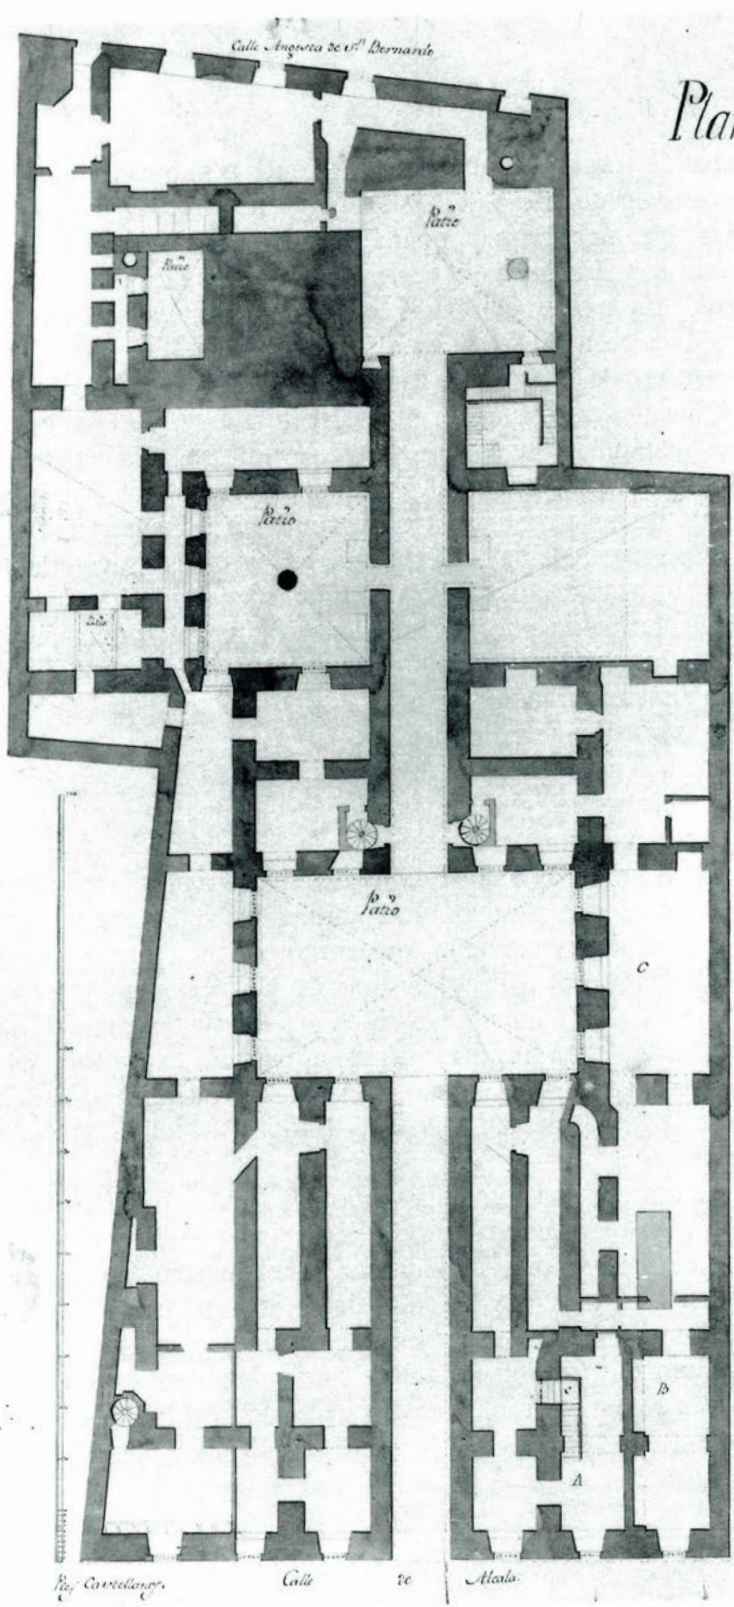 Calle Angosta de Sn Bernardo
Plan
Patio
Patio
Patio
Patio
Patio
C
e
B
A
Pies Castellanos.
Calle de Alcala.